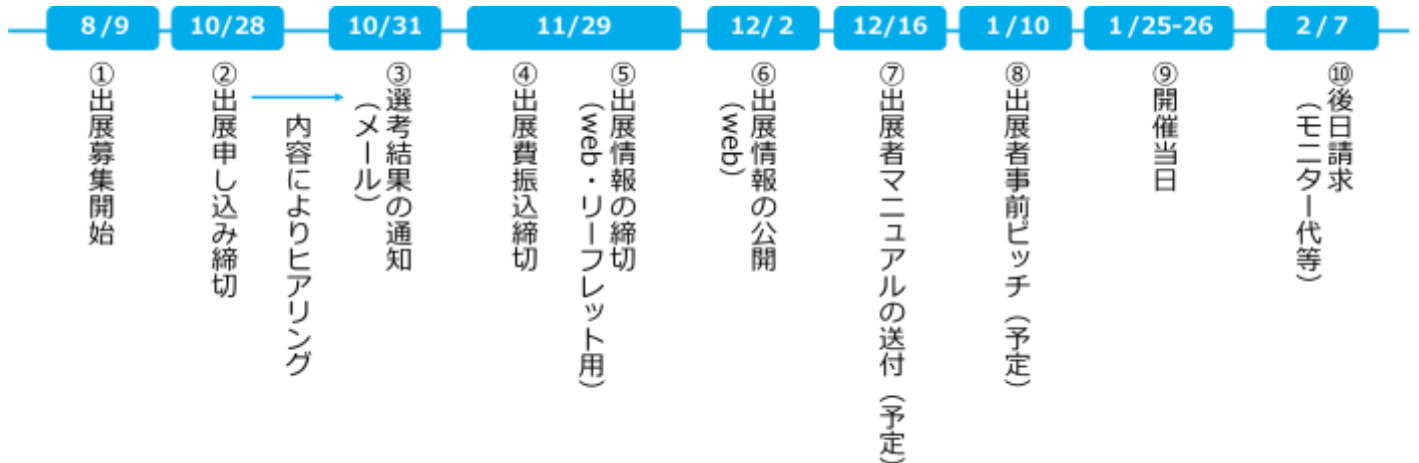 8/9
10/28
10/31
11/29
12/2
12/16
1/10
1/25-26
2/7
①出展募集開始
②出展申し込み締切
内容によりヒアリング
③選考結果の通知
（メール）
④出展費振込締切
⑤出展情報の締切
（web・リーフレット用）
⑥出展情報の公開
（web）
⑦出展者マニュアルの送付（予定）
⑧出展者事前ピッチ（予定）
⑨開催当日
⑩後日請求
（モニター代等）